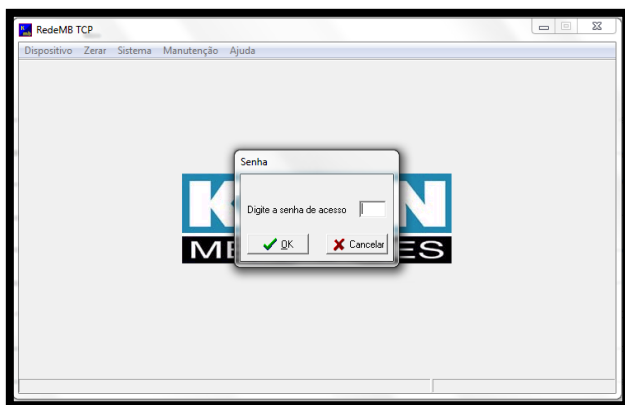 RedeMB TCP
Dispositivo Zerar Sistema Manutenção Ajuda
Senha
Digite a senha de acesso
OK Cancelar